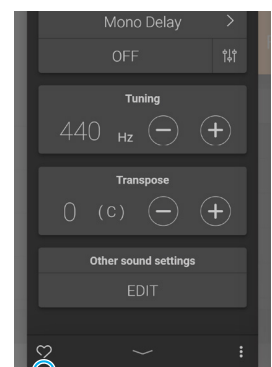 Mono Delay
OFF
Tuning
440 Hz
Transpose
0 (C)
Other sound settings
EDIT